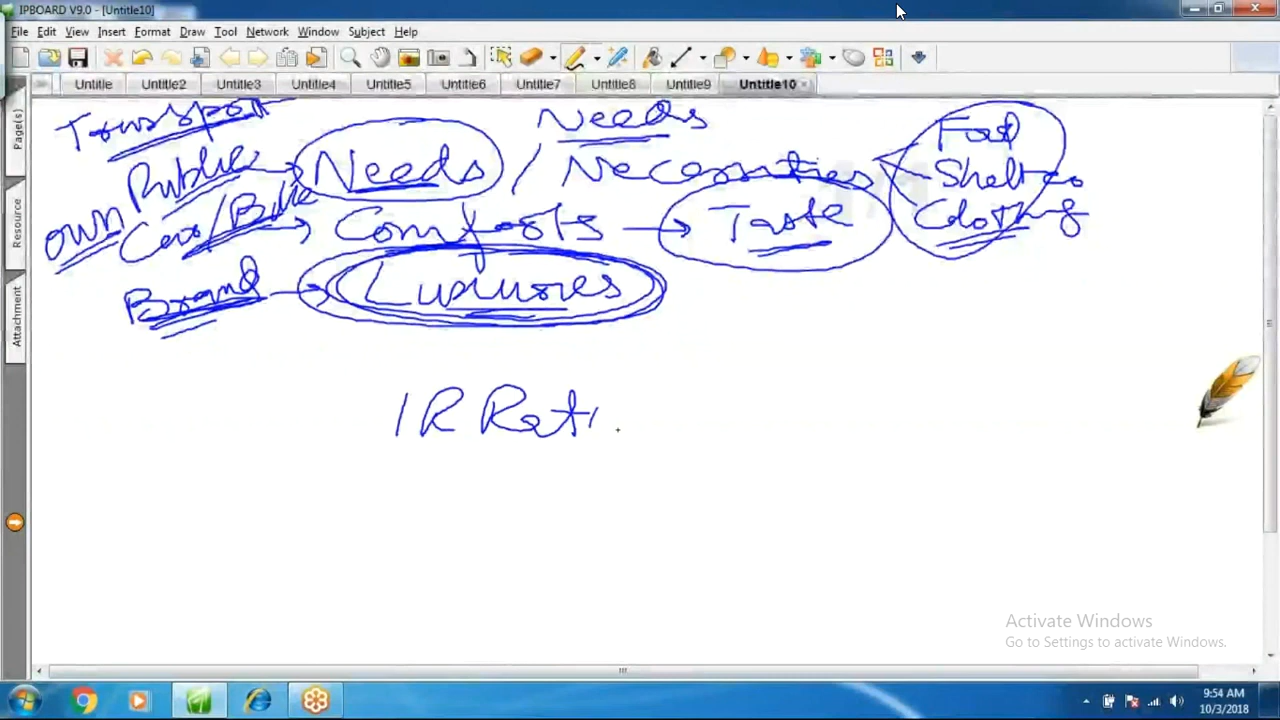 IPBOARD V9.0 - [Untitle10]
File Edit View Insert Format Draw Tool Network Window Subject Help
Untitle Untitle2 Untitle3 Untitle4 Untitle5 Untitle6 Untitle7 Untitle8 Untitle9 Untitle10
Page(s)
Resource
Attachment
Transport
Needs
Public → Needs / Necessities
Food
Shelter
Clothing
own Car/Bike → Comforts → Taste
Brand → Luxuries
IR Rati
Activate Windows
Go to Settings to activate Windows.
9:54 AM
10/3/2018